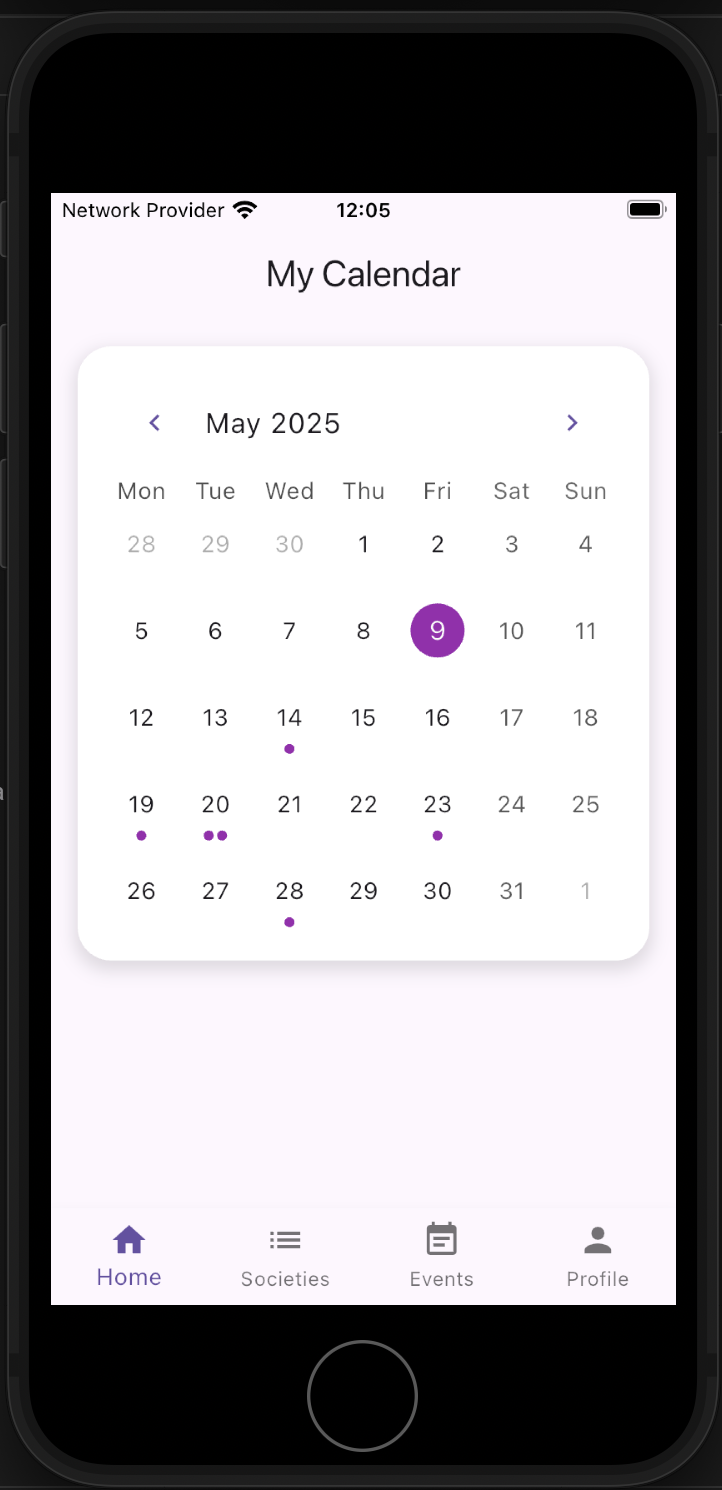 Network Provider 12:05
My Calendar
May 2025
Mon Tue Wed Thu Fri Sat Sun
28 29 30 1 2 3 4
5 6 7 8 9 10 11
12 13 14 15 16 17 18
19 20 21 22 23 24 25
26 27 28 29 30 31 1
Home Societies Events Profile